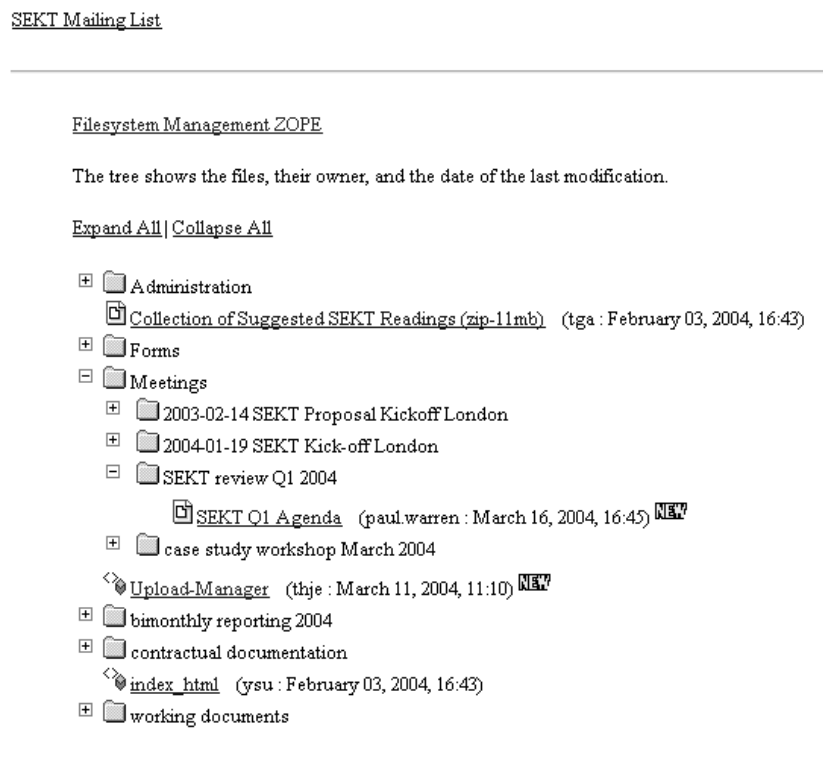 SEKT Mailing List
Filesystem Management ZOPE
The tree shows the files, their owner, and the date of the last modification.
Expand All | Collapse All
Administration
Collection of Suggested SEKT Readings (zip-11mb) (tga : February 03, 2004, 16:43)
Forms
Meetings
2003-02-14 SEKT Proposal Kickoff London
2004-01-19 SEKT Kick-off London
SEKT review Q1 2004
SEKT Q1 Agenda (paul.warren : March 16, 2004, 16:45) NEW
case study workshop March 2004
Upload-Manager (thje : March 11, 2004, 11:10) NEW
bimonthly reporting 2004
contractual documentation
index_html (ysu : February 03, 2004, 16:43)
working documents